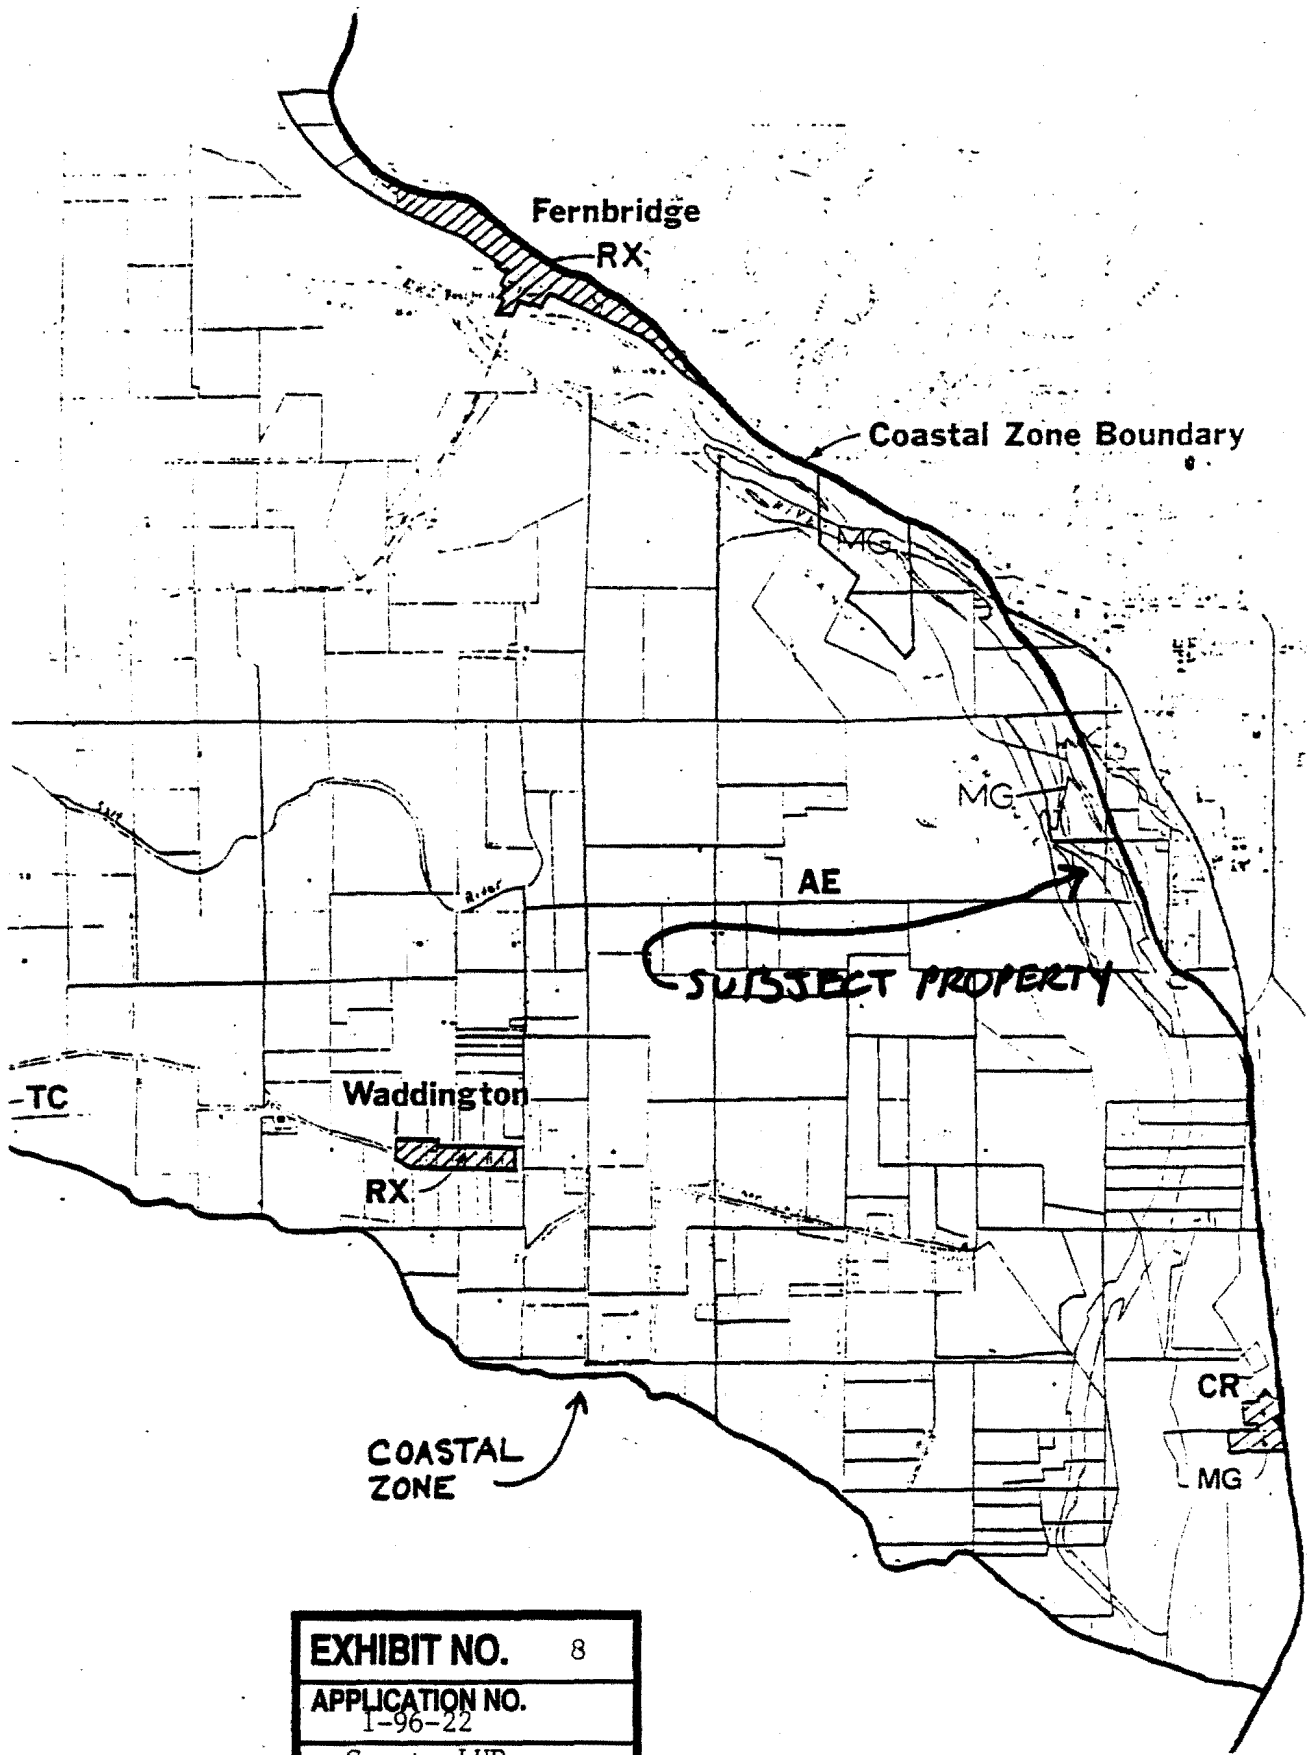 Fernbridge
RX
Coastal Zone Boundary
MG
MG
AE
SUBJECT PROPERTY
River
TC
Waddington
RX
CR
COASTAL
ZONE
MG
EXHIBIT NO. 8
APPLICATION NO.
1-96-22